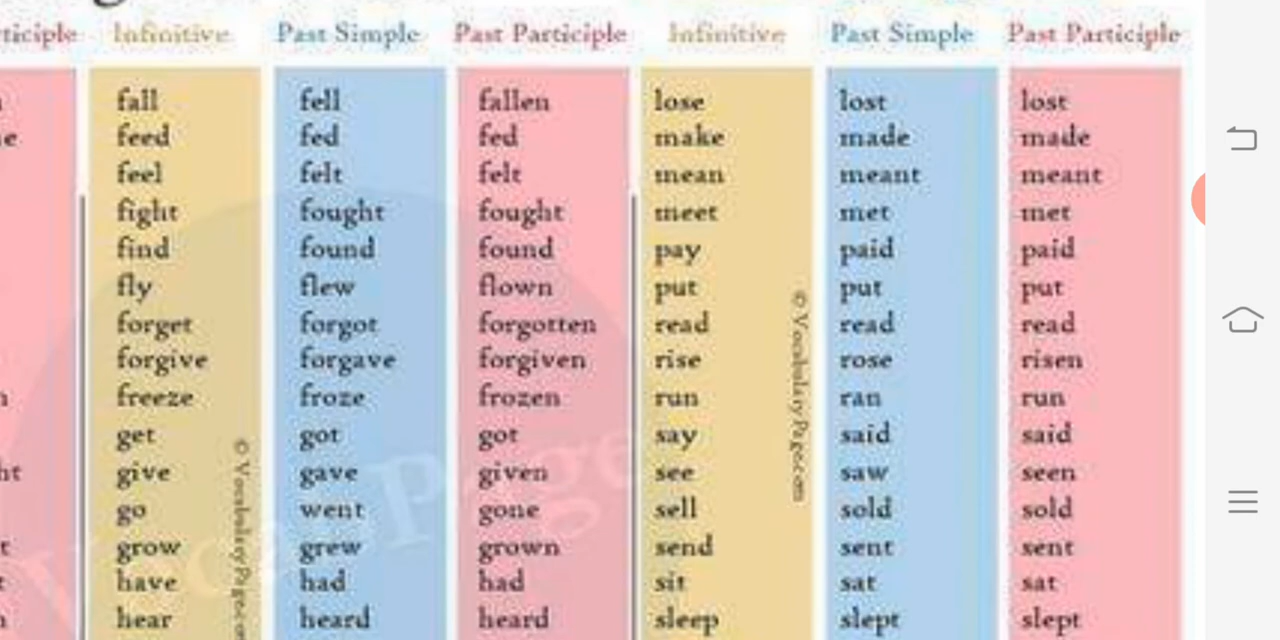 Infinitive Past Simple Past Participle Infinitive Past Simple Past Participle
fall fell fallen lose lost lost
feed fed fed make made made
feel felt felt mean meant meant
fight fought fought meet met met
find found found pay paid paid
fly flew flown put put put
forget forgot forgotten read read read
forgive forgave forgiven rise rose risen
freeze froze frozen run ran run
get got got say said said
give gave given see saw seen
go went gone sell sold sold
grow grew grown send sent sent
have had had sit sat sat
hear heard heard sleep slept slept
© VocabularyPage.com
© VocabularyPage.com